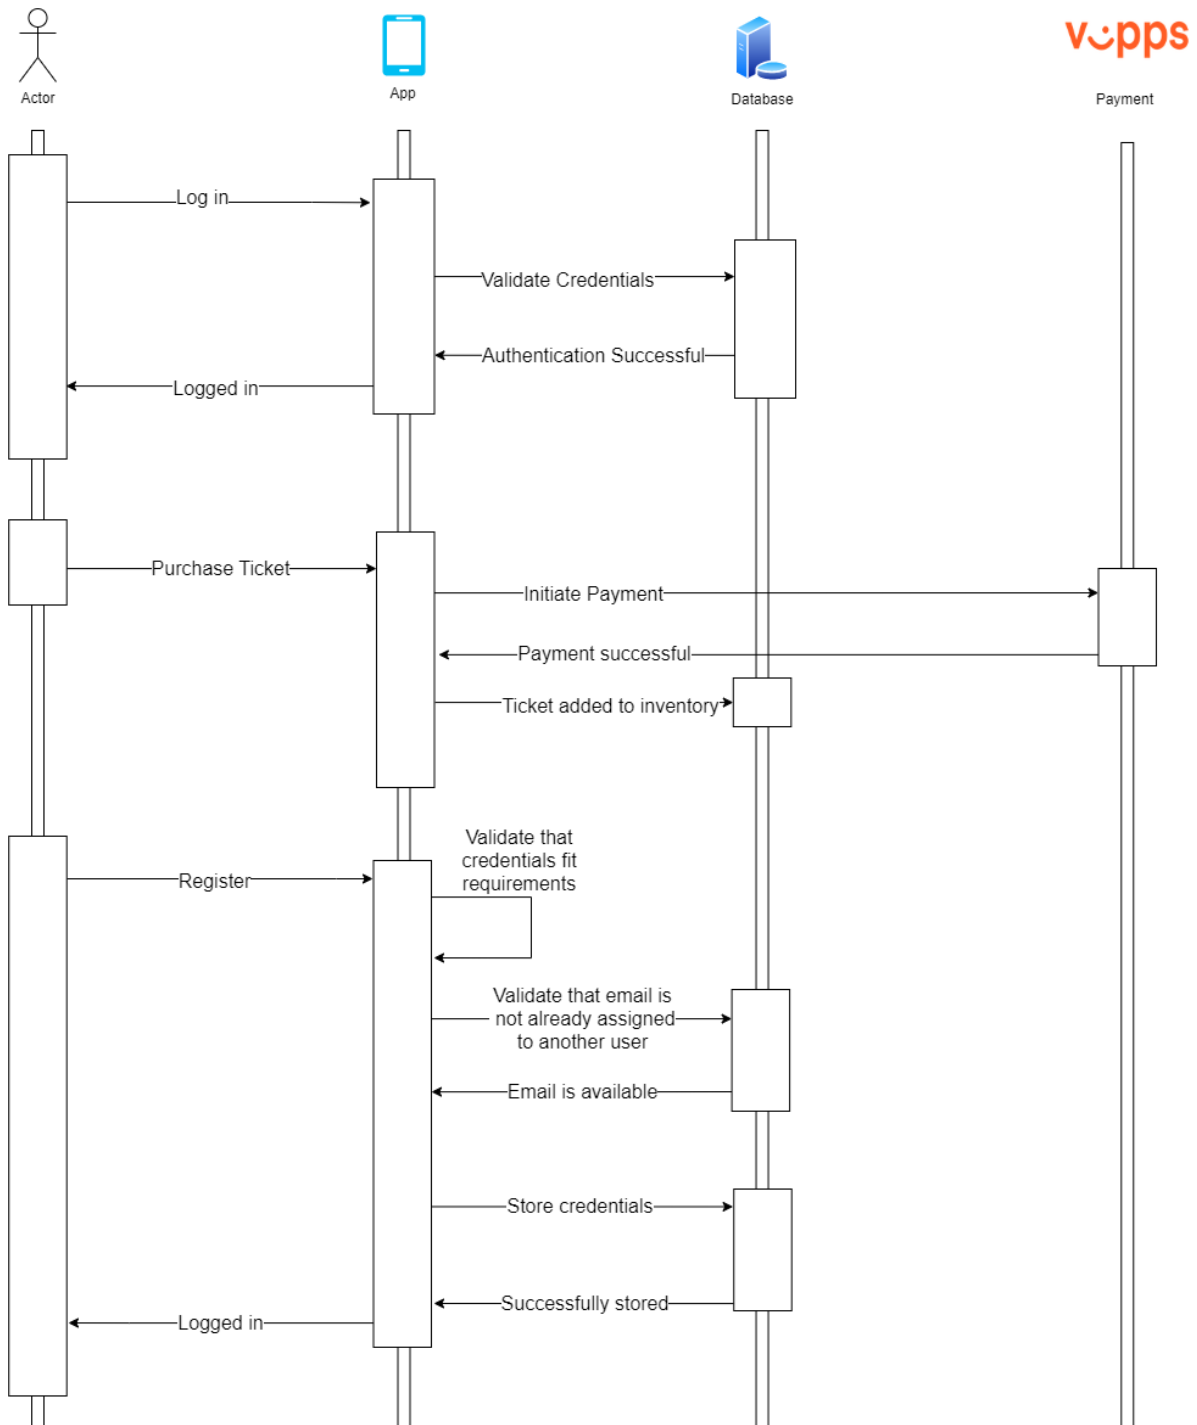 vipps
Actor
App
Database
Payment
Log in
Validate Credentials
Authentication Successful
Logged in
Purchase Ticket
Initiate Payment
Payment successful
Ticket added to inventory
Validate that
credentials fit
requirements
Register
Validate that email is
not already assigned
to another user
Email is available
Store credentials
Successfully stored
Logged in